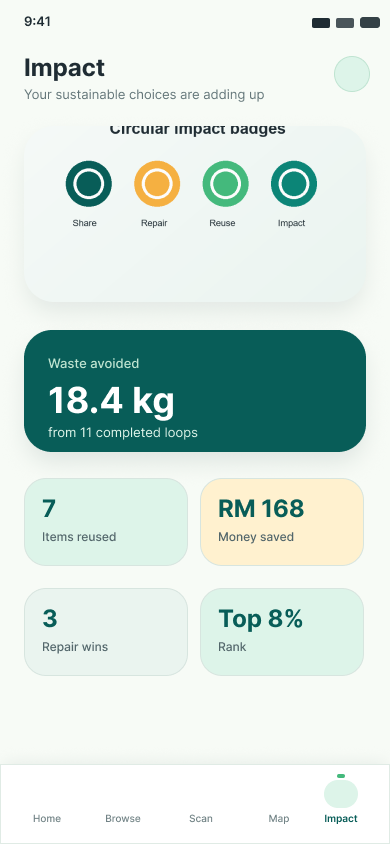 9:41
Impact
Your sustainable choices are adding up
Circular impact badges
Share Repair Reuse Impact
Waste avoided
18.4 kg
from 11 completed loops
7
Items reused
RM 168
Money saved
3
Repair wins
Top 8%
Rank
Home Browse Scan Map Impact